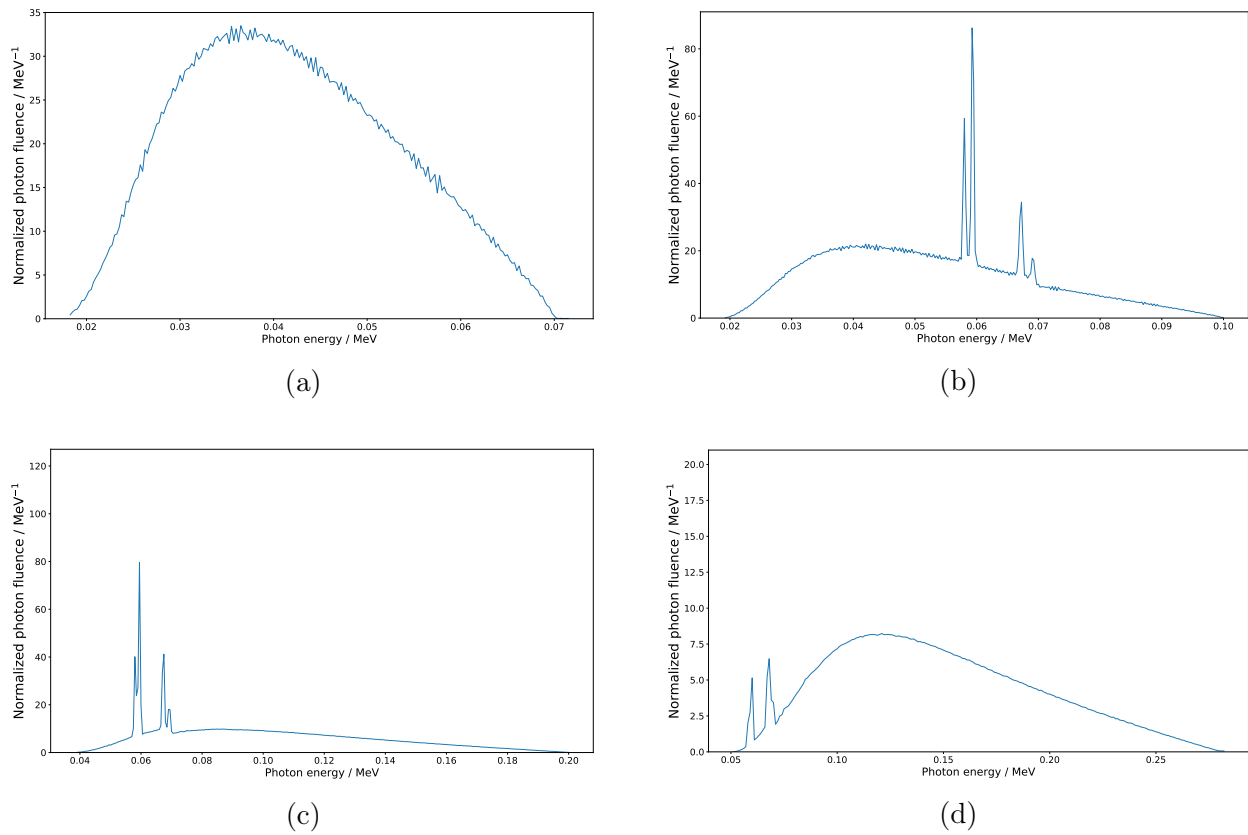 35
30
25
20
15
10
5
0
Normalized photon fluence / MeV⁻¹
0.02 0.03 0.04 0.05 0.06 0.07
Photon energy / MeV
(a)
80
60
40
20
0
Normalized photon fluence / MeV⁻¹
0.02 0.03 0.04 0.05 0.06 0.07 0.08 0.09 0.10
Photon energy / MeV
(b)
120
100
80
60
40
20
0
Normalized photon fluence / MeV⁻¹
0.04 0.06 0.08 0.10 0.12 0.14 0.16 0.18 0.20
Photon energy / MeV
(c)
20.0
17.5
15.0
12.5
10.0
7.5
5.0
2.5
0.0
Normalized photon fluence / MeV⁻¹
0.05 0.10 0.15 0.20 0.25
Photon energy / MeV
(d)